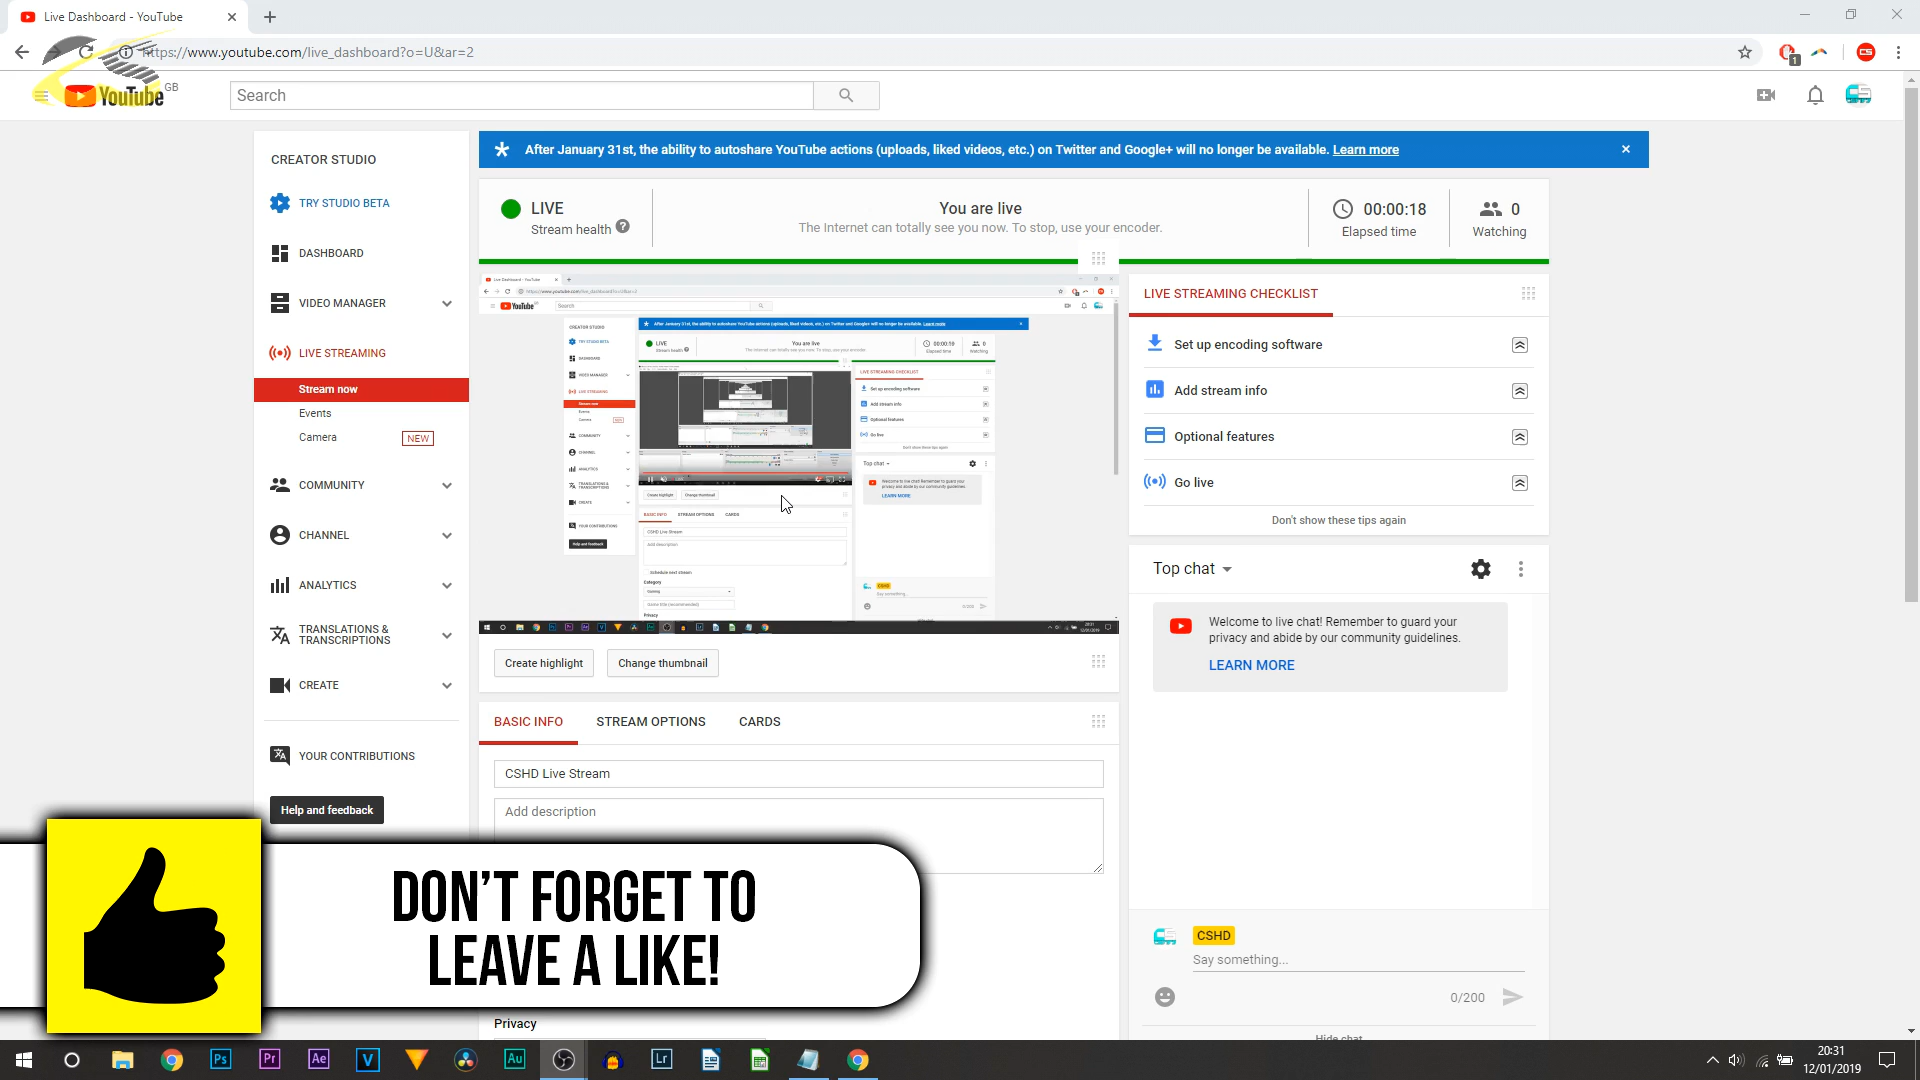 Live Dashboard - YouTube
https://www.youtube.com/live_dashboard?o=U&ar=2
1
YouTube GB
Search
CREATOR STUDIO
TRY STUDIO BETA
DASHBOARD
VIDEO MANAGER
LIVE STREAMING
Stream now
Events
Camera NEW
COMMUNITY
CHANNEL
ANALYTICS
TRANSLATIONS &
TRANSCRIPTIONS
CREATE
YOUR CONTRIBUTIONS
Help and feedback
After January 31st, the ability to autoshare YouTube actions (uploads, liked videos, etc.) on Twitter and Google+ will no longer be available. Learn more
LIVE
Stream health
You are live
The Internet can totally see you now. To stop, use your encoder.
00:00:18
Elapsed time
0
Watching
Create highlight
Change thumbnail
BASIC INFO
STREAM OPTIONS
CARDS
CSHD Live Stream
Add description
Privacy
LIVE STREAMING CHECKLIST
Set up encoding software
Add stream info
Optional features
Go live
Don't show these tips again
Top chat
Welcome to live chat! Remember to guard your
privacy and abide by our community guidelines.
LEARN MORE
CSHD
Say something...
0/200
Hide chat
DON'T FORGET TO
LEAVE A LIKE!
Ps
Pr
Ae
V
Au
Lr
20:31
12/01/2019